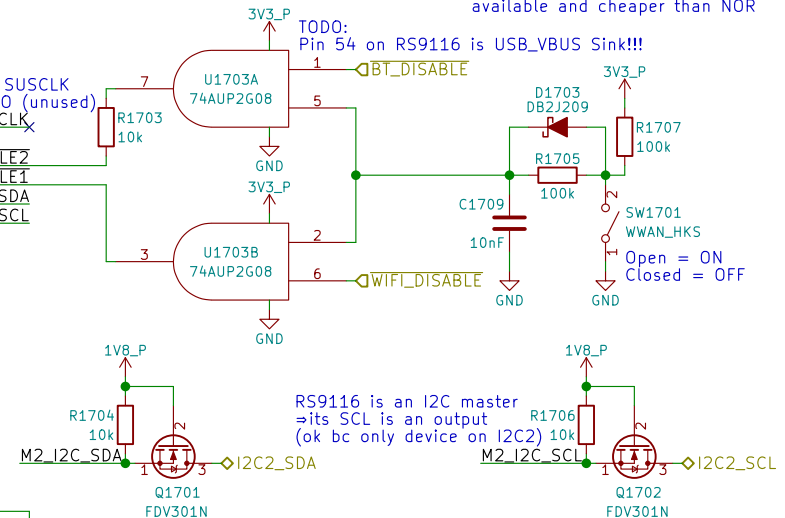 available and cheaper than NOR
3V3_P
TODO:
Pin 54 on RS9116 is USB_VBUS Sink!!!
SUSCLK
O (unused)
CLK
7
U1703A
74AUP2G08
1
BT_DISABLE
5
R1703
10k
GND
D1703
DB2J209
3V3_P
R1707
100k
R1705
100k
LE2
LE1
SDA
SCL
3V3_P
3
U1703B
74AUP2G08
2
6
WIFI_DISABLE
GND
C1709
10nF
GND
2
SW1701
WWAN_HKS
1
Open = ON
Closed = OFF
GND
1V8_P
R1704
10k
2
M2_I2C_SDA
1
3
I2C2_SDA
Q1701
FDV301N
RS9116 is an I2C master
⇒its SCL is an output
(ok bc only device on I2C2)
1V8_P
R1706
10k
2
M2_I2C_SCL
1
3
I2C2_SCL
Q1702
FDV301N